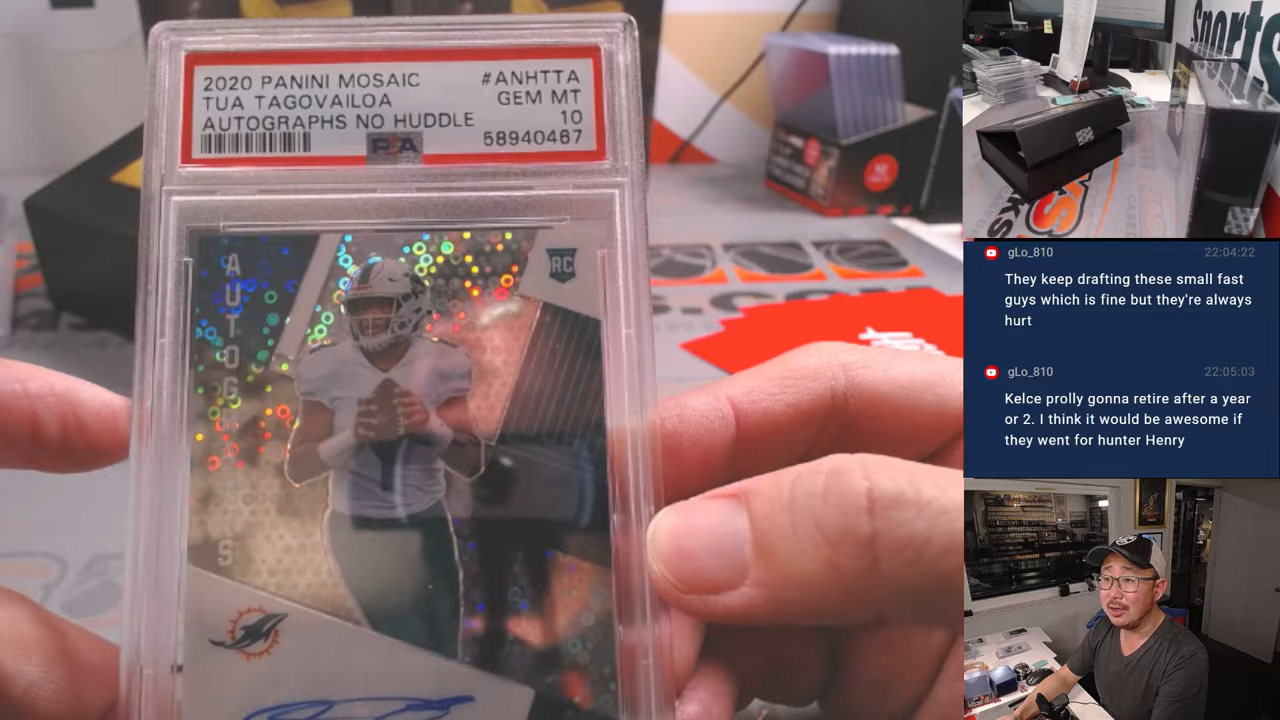 2020 PANINI MOSAIC #ANHTTA
TUA TAGOVAILOA GEM MT
AUTOGRAPHS NO HUDDLE 10
PSA 58940467
RC
AUTOG
S
sports
gLo_810 22:04:22
They keep drafting these small fast
guys which is fine but they're always
hurt
gLo_810 22:05:03
Kelce prolly gonna retire after a year
or 2. I think it would be awesome if
they went for hunter Henry